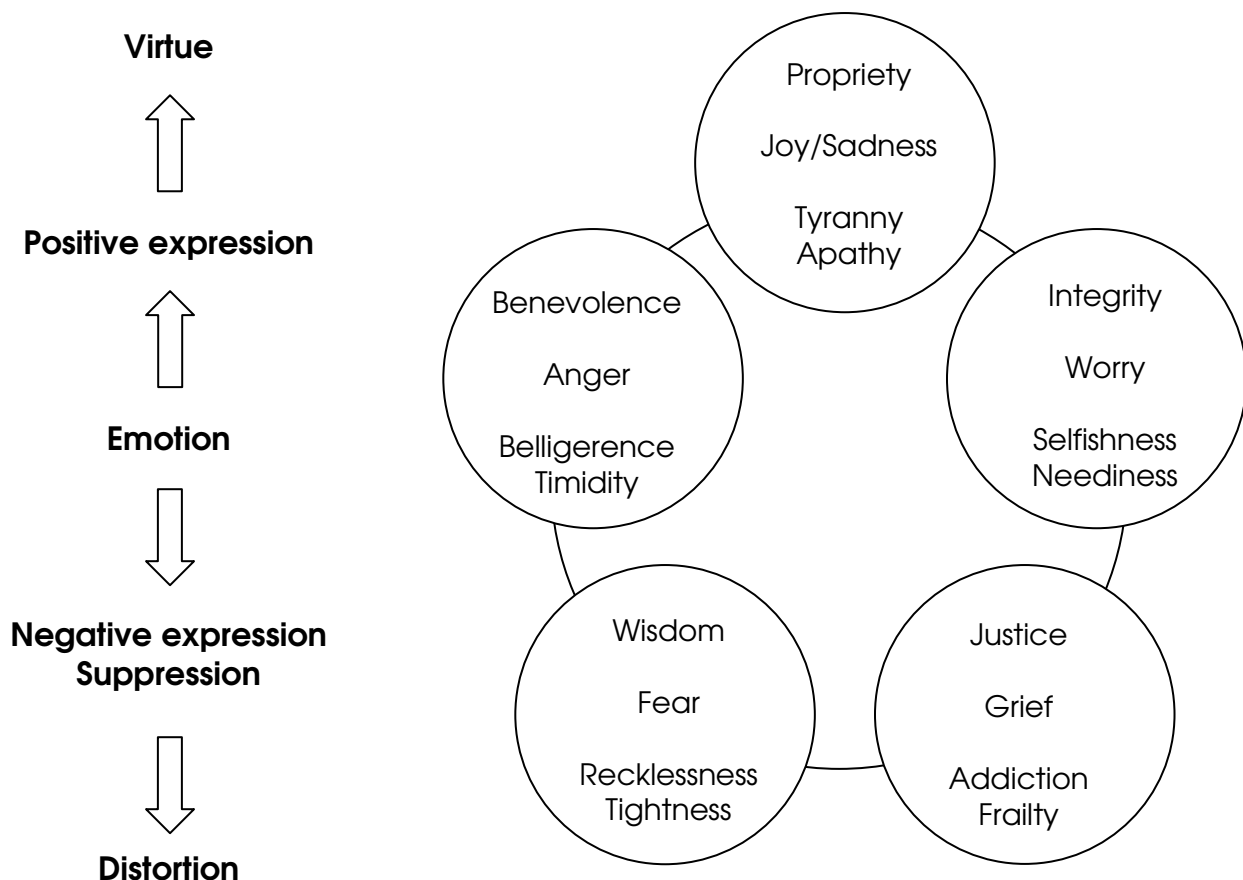 Virtue
Positive expression
Emotion
Negative expression
Suppression
Distortion
Propriety
Joy/Sadness
Tyranny
Apathy
Benevolence
Anger
Belligerence
Timidity
Integrity
Worry
Selfishness
Neediness
Wisdom
Fear
Recklessness
Tightness
Justice
Grief
Addiction
Frailty